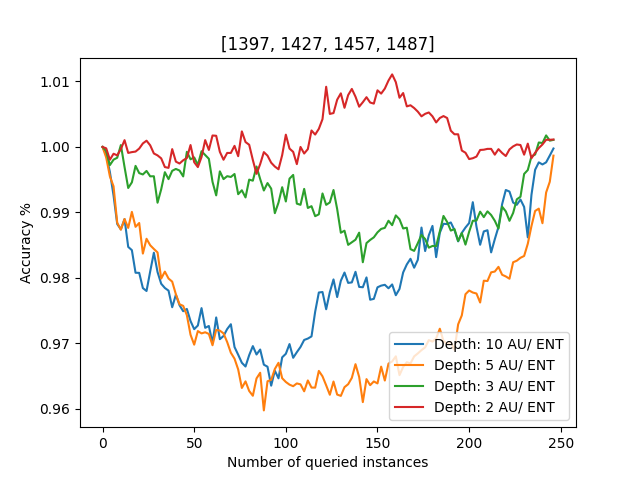 [1397, 1427, 1457, 1487]
1.01
1.00
0.99
0.98
0.97
0.96
Accuracy %
Depth: 10 AU/ ENT
Depth: 5 AU/ ENT
Depth: 3 AU/ ENT
Depth: 2 AU/ ENT
0 50 100 150 200 250
Number of queried instances